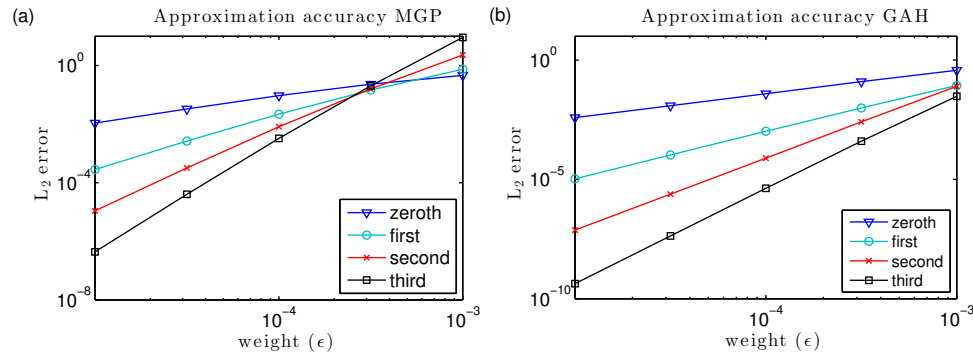 (a)
Approximation accuracy MGP
10^0
10^−4
10^−8
L_2 error
zeroth
first
second
third
10^−4
10^−3
weight (ϵ)
(b)
Approximation accuracy GAH
10^0
10^−5
10^−10
L_2 error
zeroth
first
second
third
10^−4
10^−3
weight (ϵ)